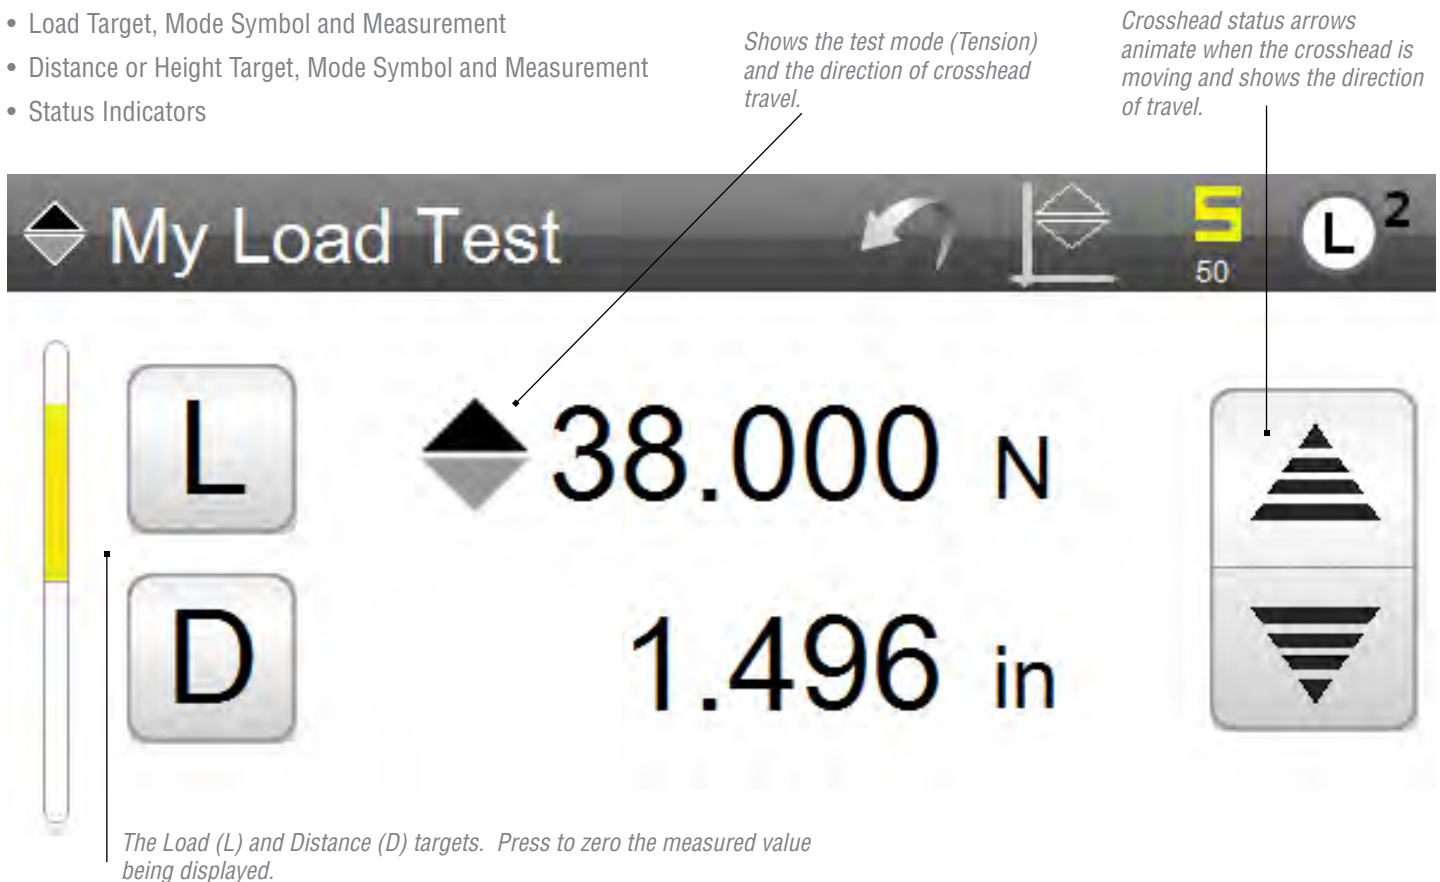 • Load Target, Mode Symbol and Measurement
• Distance or Height Target, Mode Symbol and Measurement
• Status Indicators
Shows the test mode (Tension)
and the direction of crosshead
travel.
Crosshead status arrows
animate when the crosshead is
moving and shows the direction
of travel.
My Load Test
50
L 2
L
38.000 N
D
1.496 in
The Load (L) and Distance (D) targets.  Press to zero the measured value
being displayed.